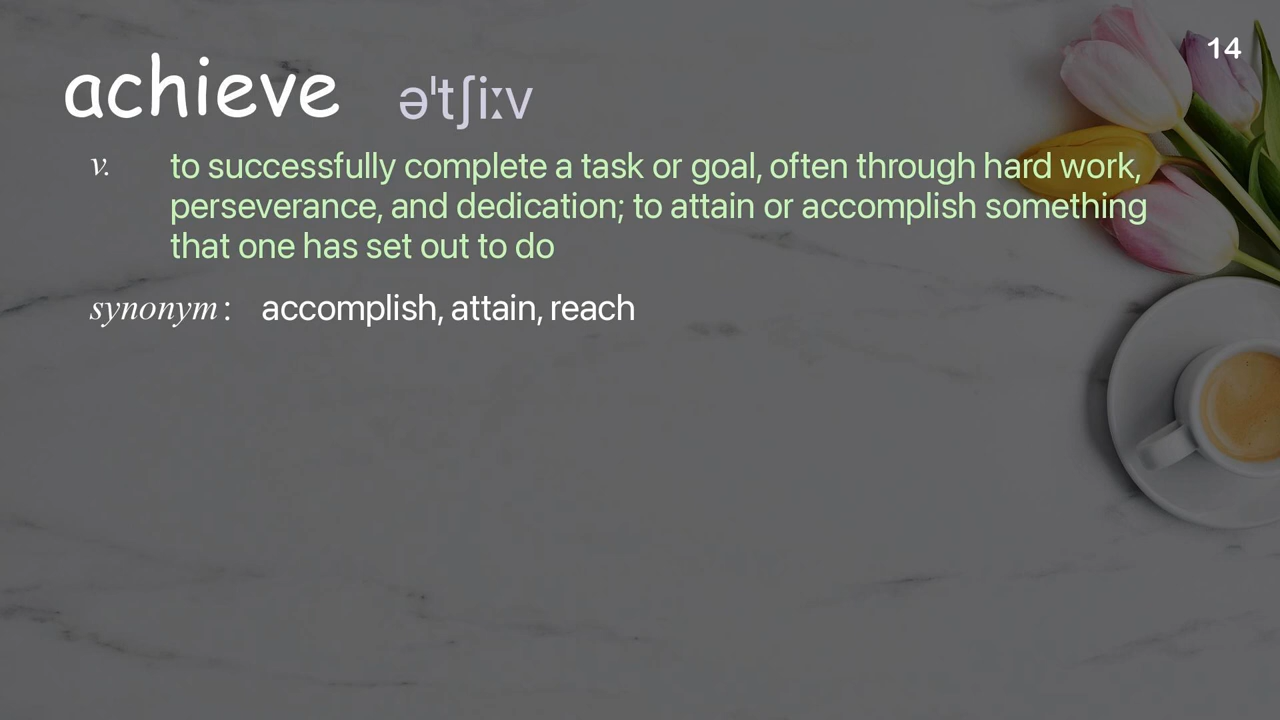 14
achieve əˈtʃiːv
v. to successfully complete a task or goal, often through hard work,
perseverance, and dedication; to attain or accomplish something
that one has set out to do
synonym: accomplish, attain, reach